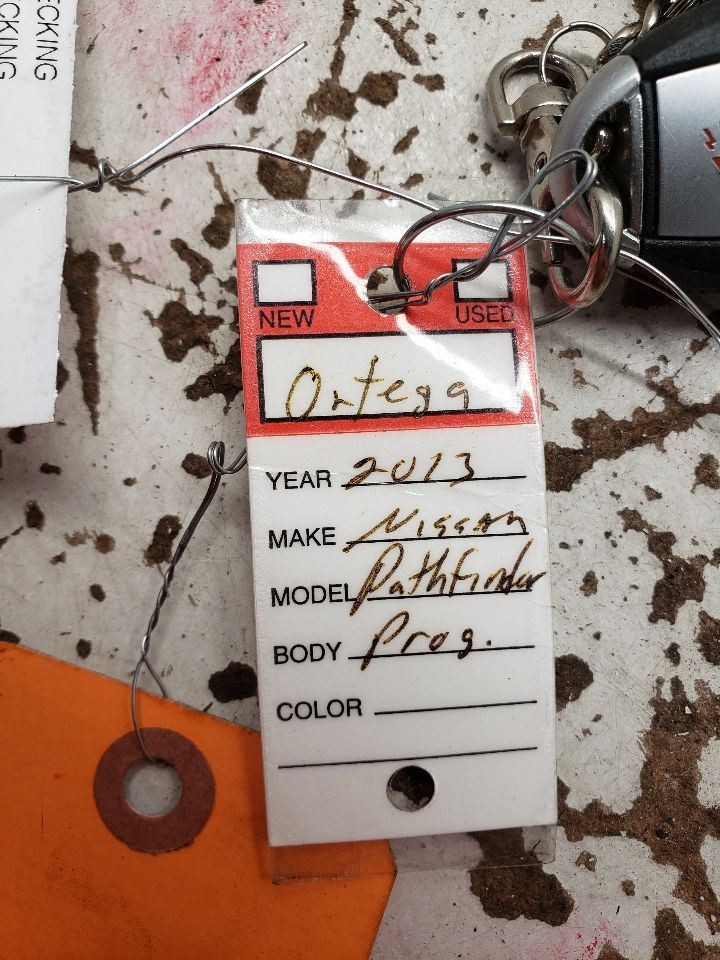 ECKING
CKING
NEW
USED
Ortega
YEAR 2013
MAKE Nissan
MODEL Pathfinder
BODY Prog.
COLOR